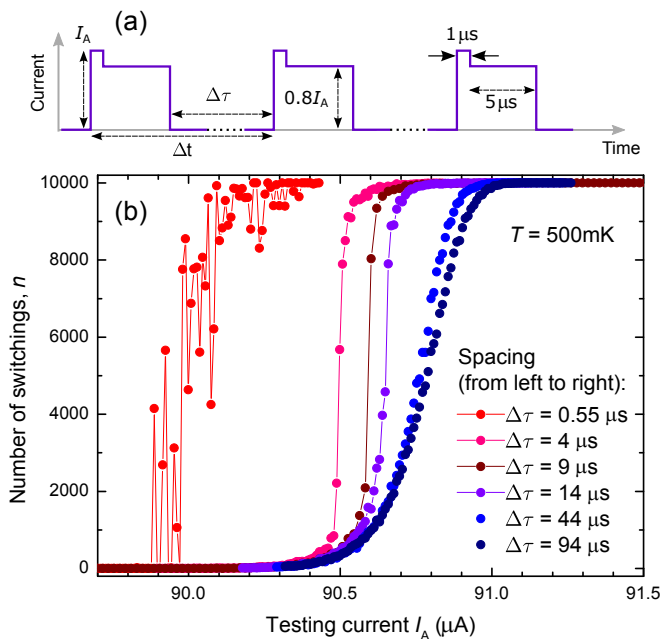 (a)
I_A
1 µs
Current
Δτ
0.8I_A
5 µs
Δt
Time
10000
(b)
8000
T = 500mK
6000
Number of switchings, n
Spacing
(from left to right):
4000
Δτ = 0.55 µs
Δτ = 4 µs
2000
Δτ = 9 µs
Δτ = 14 µs
Δτ = 44 µs
0
Δτ = 94 µs
90.0 90.5 91.0 91.5
Testing current I_A (µA)